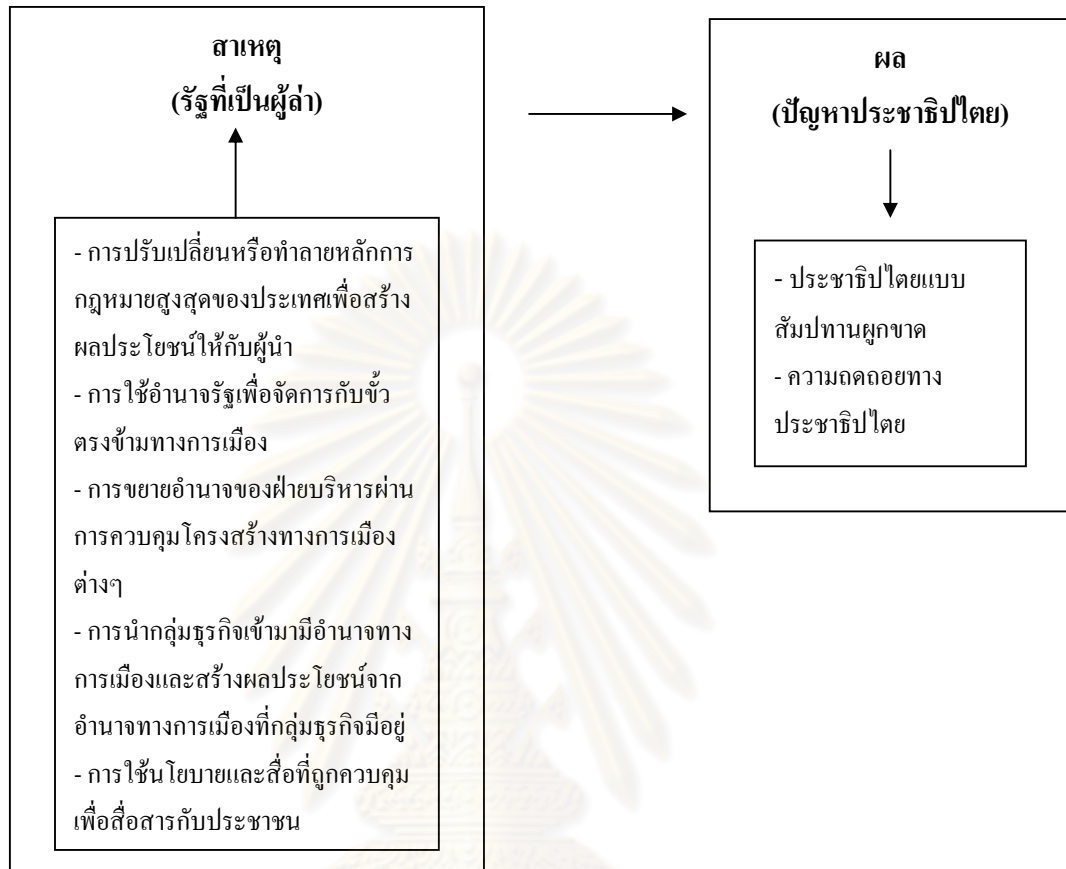 สาเหตุ
(รัฐที่เป็นผู้ล่า)
- การปรับเปลี่ยนหรือทำลายหลักการ
กฎหมายสูงสุดของประเทศเพื่อสร้าง
ผลประโยชน์ให้กับผู้นำ
- การใช้อำนาจรัฐเพื่อจัดการกับขั้ว
ตรงข้ามทางการเมือง
- การขยายอำนาจของฝ่ายบริหารผ่าน
การควบคุมโครงสร้างทางการเมือง
ต่างๆ
- การนำกลุ่มธุรกิจเข้ามามีอำนาจทาง
การเมืองและสร้างผลประโยชน์จาก
อำนาจทางการเมืองที่กลุ่มธุรกิจมีอยู่
- การใช้นโยบายและสื่อที่ถูกควบคุม
เพื่อสื่อสารกับประชาชน
ผล
(ปัญหาประชาธิปไตย)
- ประชาธิปไตยแบบ
สัมปทานผูกขาด
- ความถดถอยทาง
ประชาธิปไตย